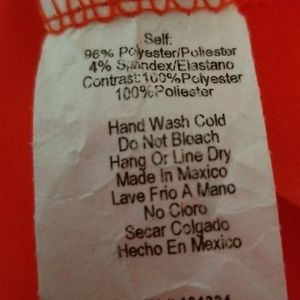 Self:
96% Polyester/Poliester
4% Spandex/Elastano
Contrast:100%Polyester
100%Poliester
Hand Wash Cold
Do Not Bleach
Hang Or Line Dry
Made In Mexico
Lave Frio A Mano
No Cloro
Secar Colgado
Hecho En Mexico